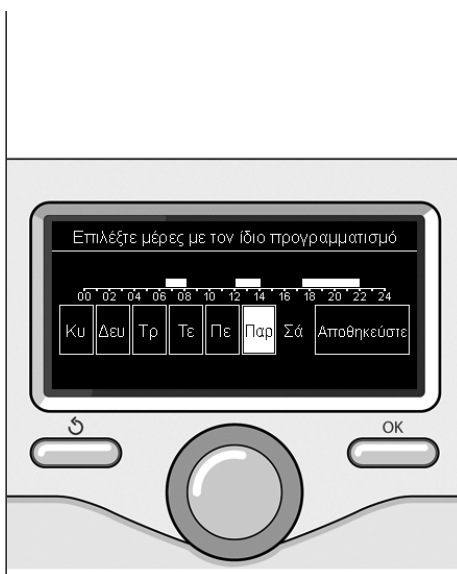 Επιλέξτε μέρες με τον ίδιο προγραμματισμό
00 02 04 06 08 10 12 14 16 18 20 22 24
Κυ Δευ Τρ Τε Πε Παρ Σά Αποθηκεύστε
OK